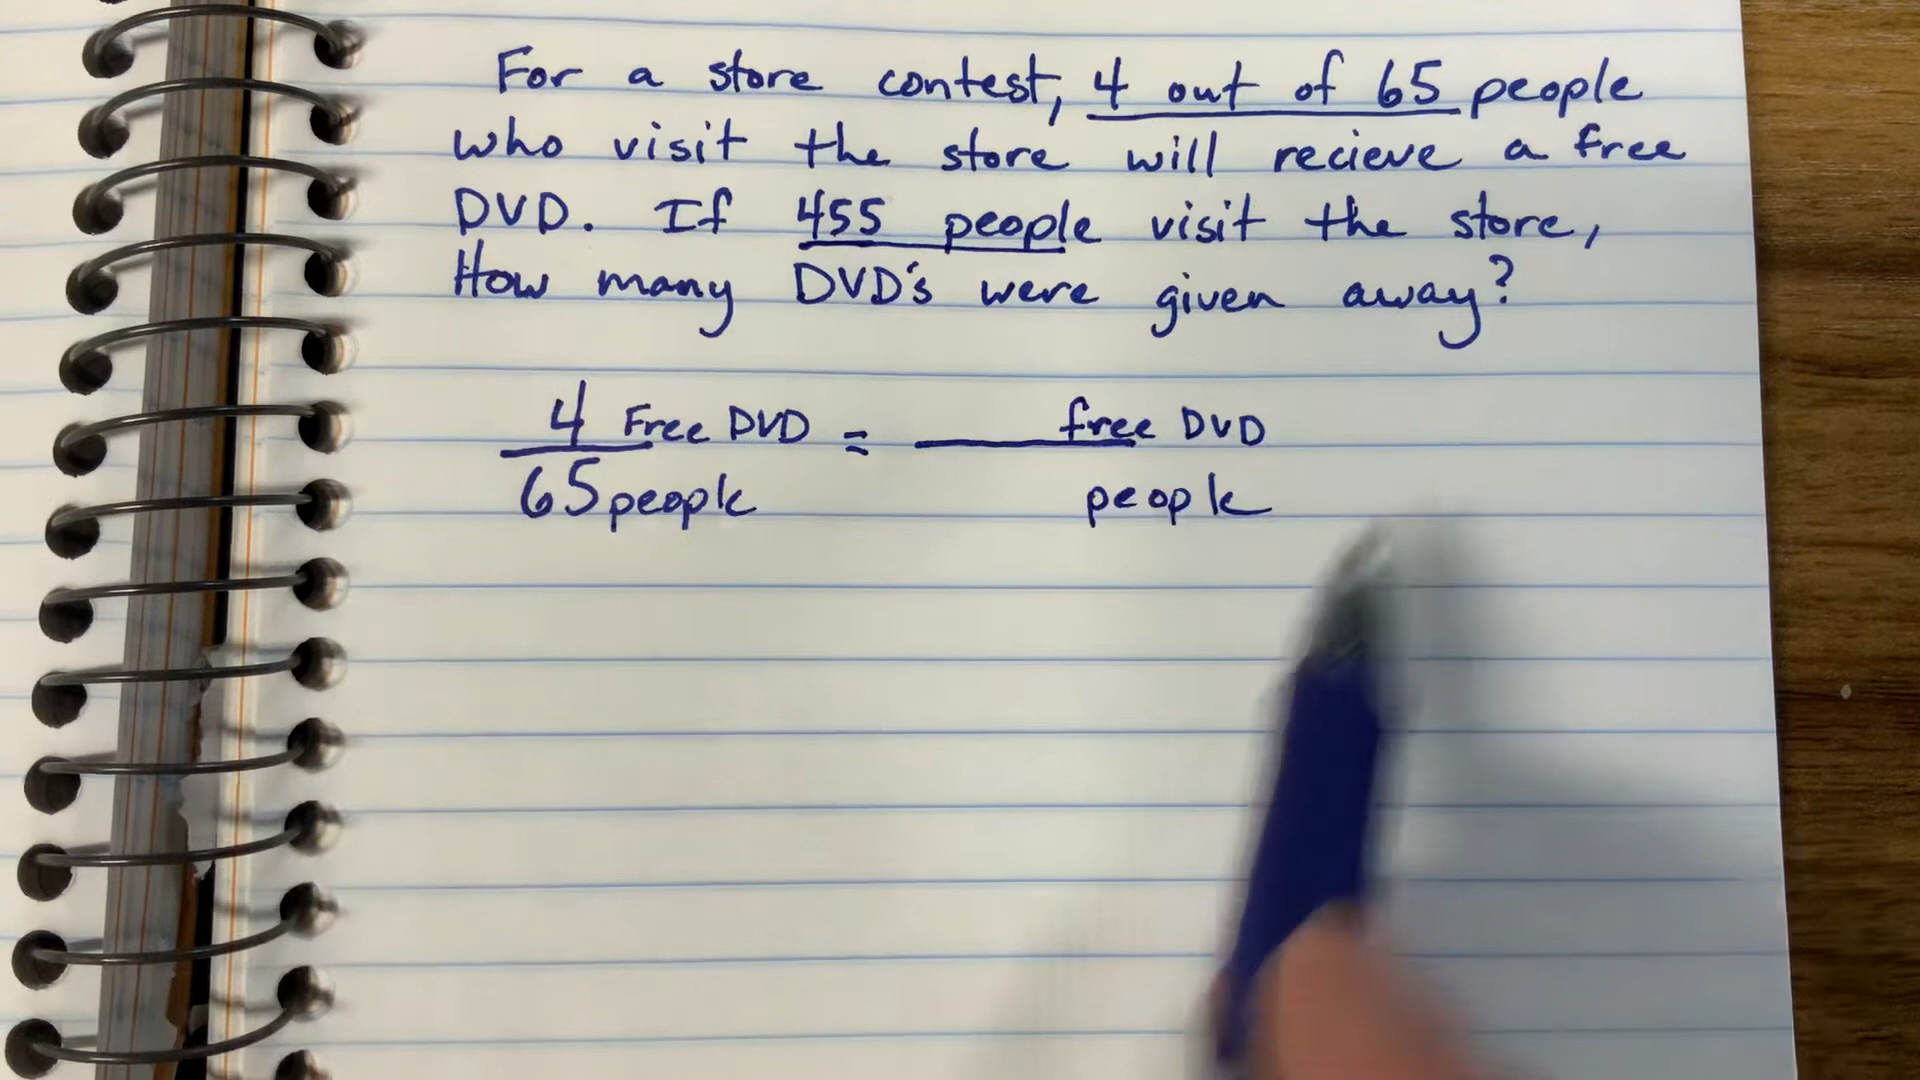 For a store contest, 4 out of 65 people
who visit the store will recieve a free
DVD. If 455 people visit the store,
How many DVD's were given away?
4 Free DVD = free DVD
65 people people